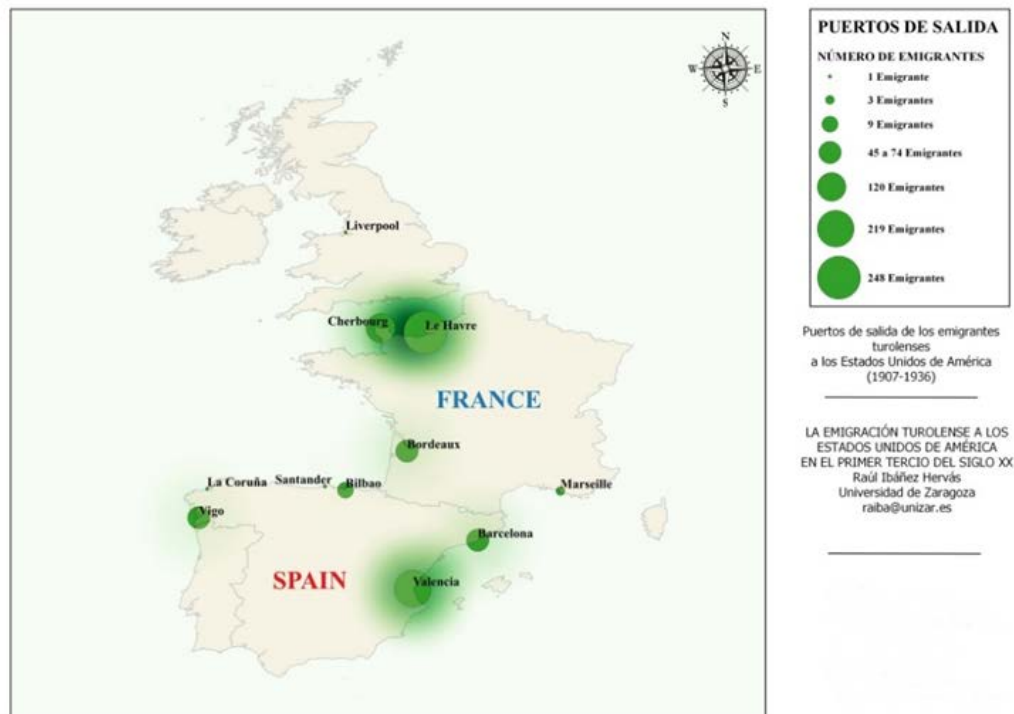 N
W
E
S
Liverpool
Cherbourg
Le Havre
FRANCE
Bordeaux
La Coruña
Santander
Bilbao
Marseille
Vigo
Barcelona
SPAIN
Valencia
PUERTOS DE SALIDA
NÚMERO DE EMIGRANTES
1 Emigrante
3 Emigrantes
9 Emigrantes
45 a 74 Emigrantes
120 Emigrantes
219 Emigrantes
248 Emigrantes
Puertos de salida de los emigrantes
turolenses
a los Estados Unidos de América
(1907-1936)
LA EMIGRACIÓN TUROLENSE A LOS
ESTADOS UNIDOS DE AMÉRICA
EN EL PRIMER TERCIO DEL SIGLO XX
Raúl Ibáñez Hervás
Universidad de Zaragoza
raiba@unizar.es